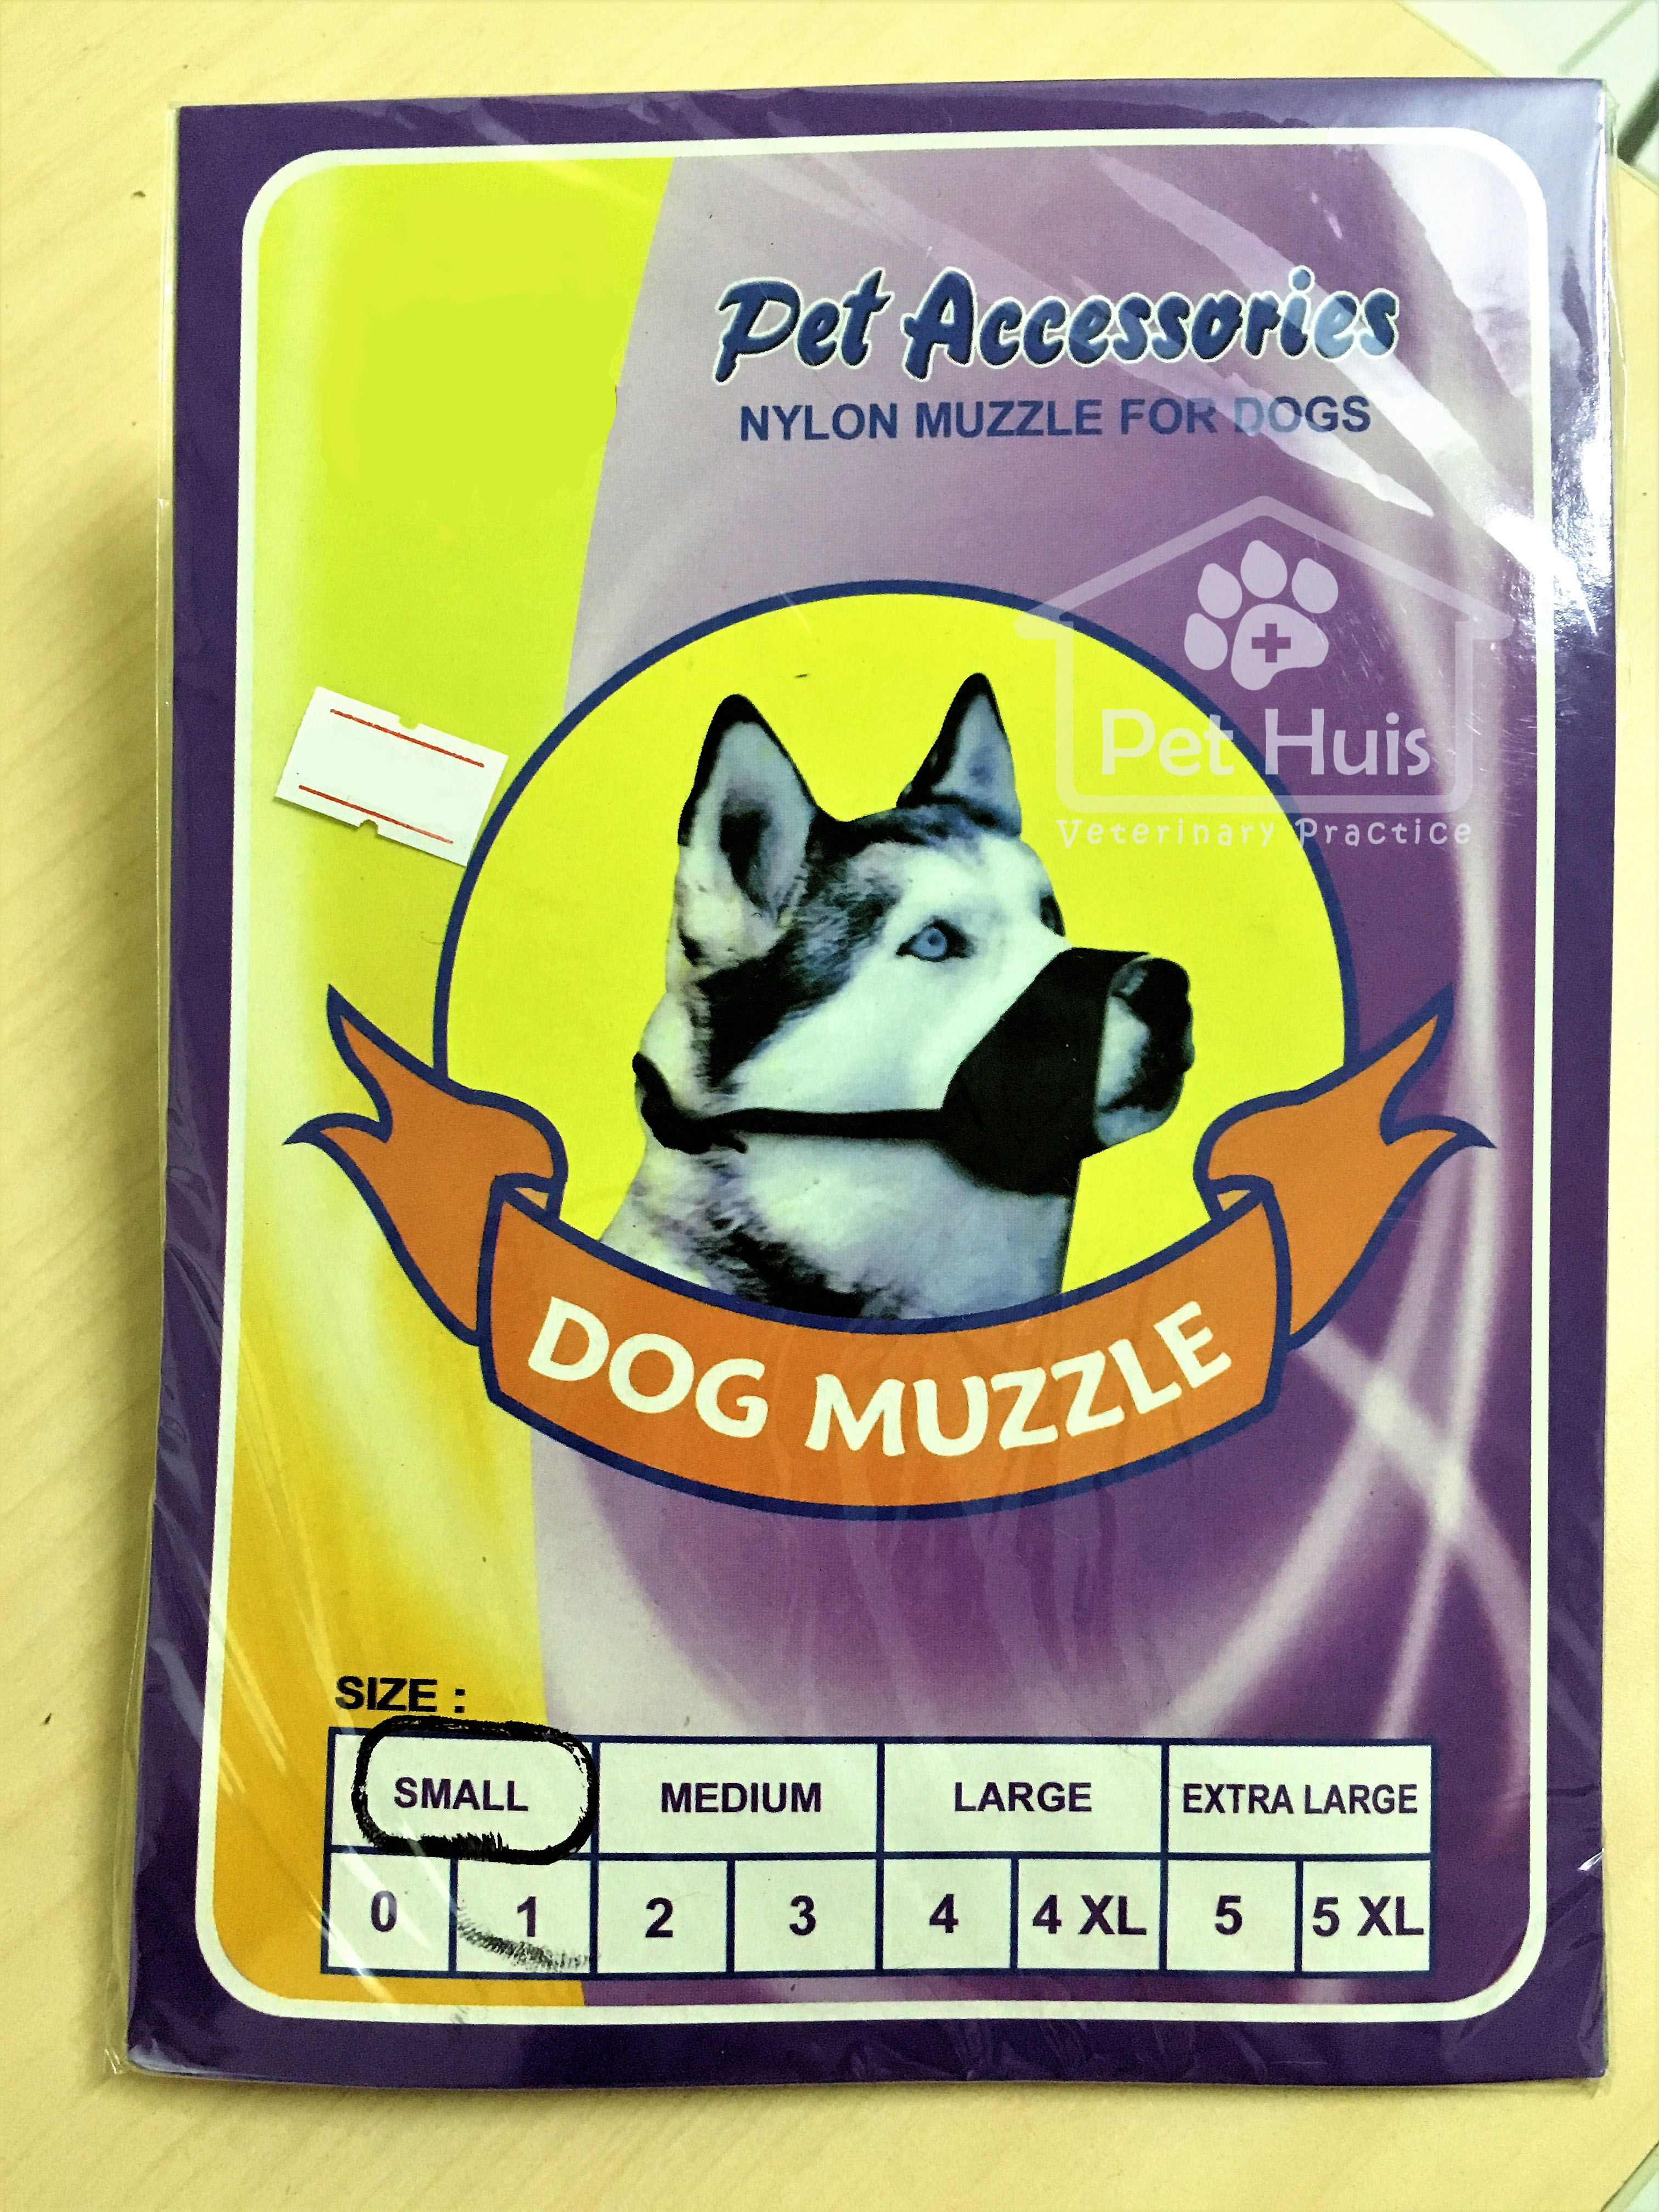 Pet Accessories
NYLON MUZZLE FOR DOGS
Pet Huis
Veterinary Practice
DOG MUZZLE
SIZE :
SMALL MEDIUM LARGE EXTRA LARGE
0 1 2 3 4 4 XL 5 5 XL